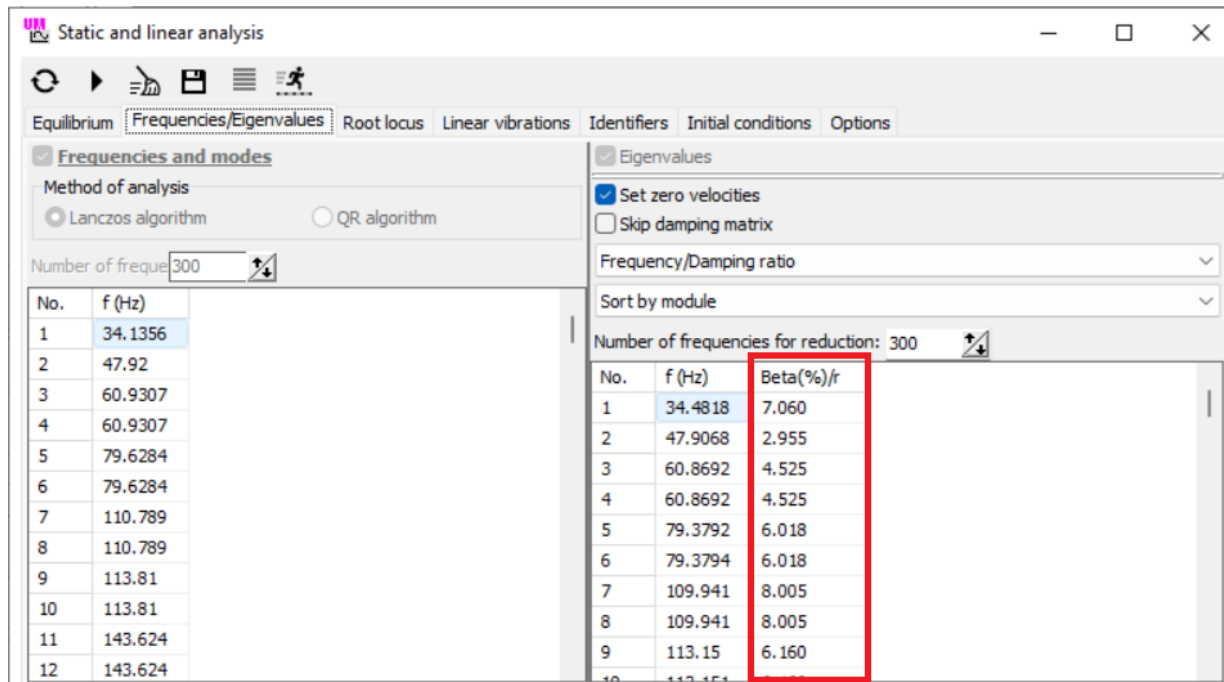 UM Static and linear analysis
Equilibrium Frequencies/Eigenvalues Root locus Linear vibrations Identifiers Initial conditions Options
Frequencies and modes
Method of analysis
Lanczos algorithm QR algorithm
Number of freque 300
No. f (Hz)
1 34.1356
2 47.92
3 60.9307
4 60.9307
5 79.6284
6 79.6284
7 110.789
8 110.789
9 113.81
10 113.81
11 143.624
12 143.624
Eigenvalues
Set zero velocities
Skip damping matrix
Frequency/Damping ratio
Sort by module
Number of frequencies for reduction: 300
No. f (Hz) Beta(%)/r
1 34.4818 7.060
2 47.9068 2.955
3 60.8692 4.525
4 60.8692 4.525
5 79.3792 6.018
6 79.3794 6.018
7 109.941 8.005
8 109.941 8.005
9 113.15 6.160